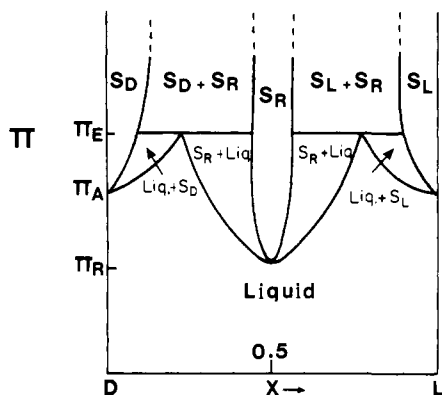 S_D S_D + S_R S_R S_L + S_R S_L
Π Π_E
S_R + Liq. S_R + Liq.
Π_A Liq. + S_D Liq. + S_L
Π_R
Liquid
0.5
D X → L